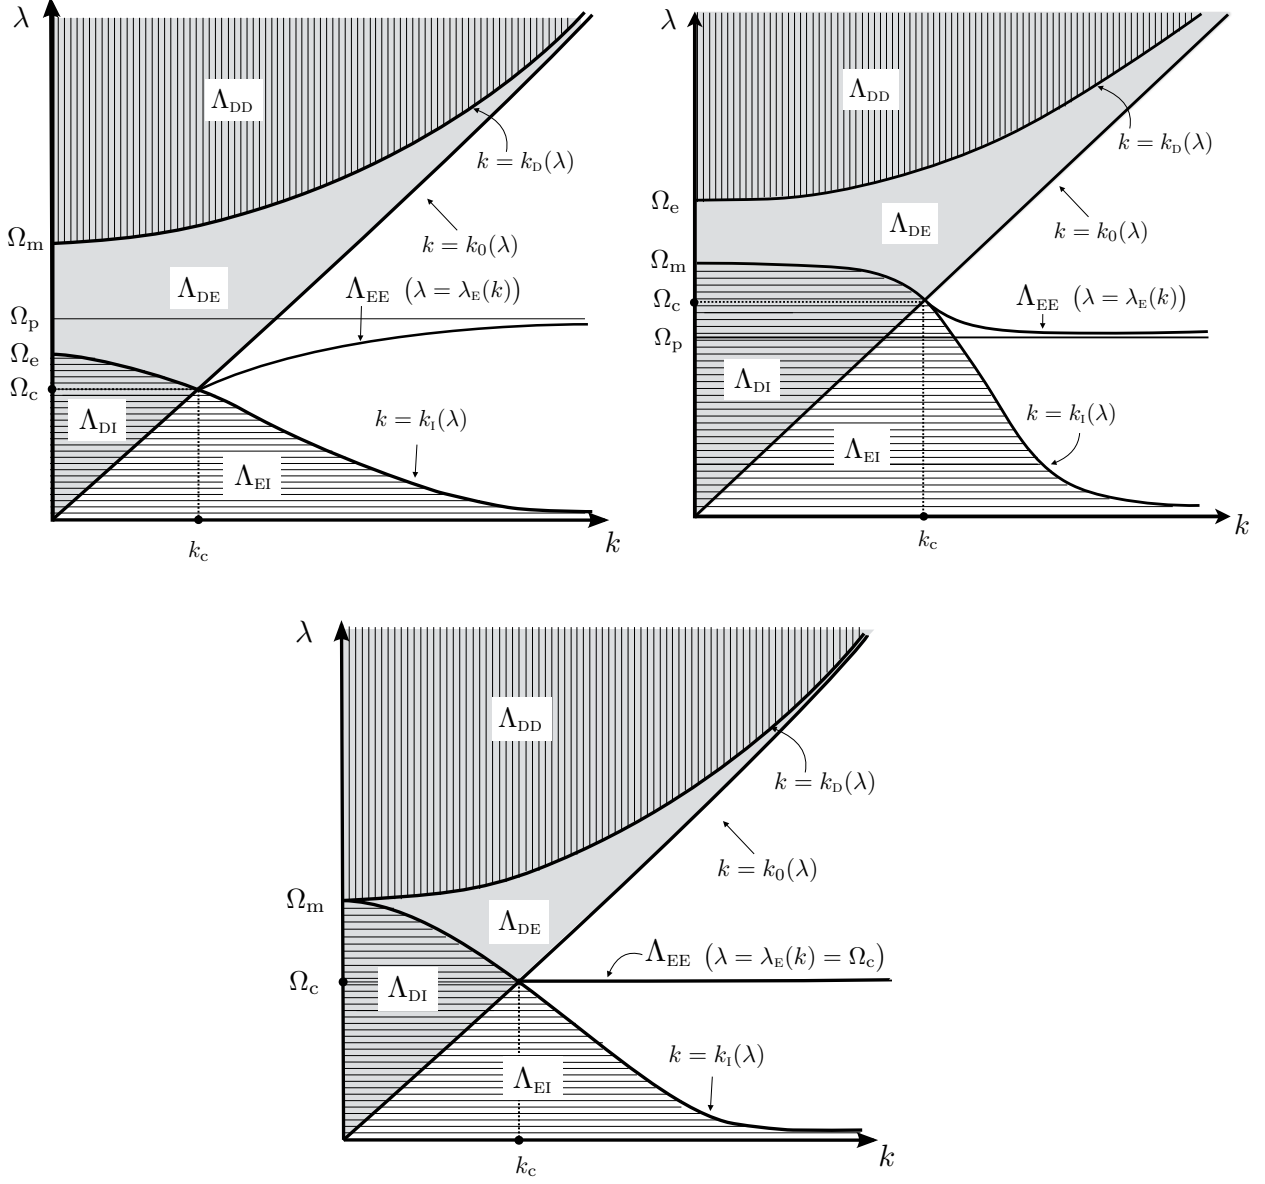 λ
Λ_DD
k = k_D(λ)
k = k_0(λ)
Ω_m
Λ_DE
Λ_EE (λ = λ_E(k))
Ω_p
Ω_e
Ω_c
Λ_DI
k = k_I(λ)
Λ_EI
k_c
k
λ
Λ_DD
k = k_D(λ)
Ω_e
Λ_DE
k = k_0(λ)
Ω_m
Ω_c
Λ_EE (λ = λ_E(k))
Ω_p
Λ_DI
k = k_I(λ)
Λ_EI
k_c
k
λ
Λ_DD
k = k_D(λ)
k = k_0(λ)
Ω_m
Λ_DE
Λ_EE (λ = λ_E(k) = Ω_c)
Ω_c
Λ_DI
k = k_I(λ)
Λ_EI
k_c
k